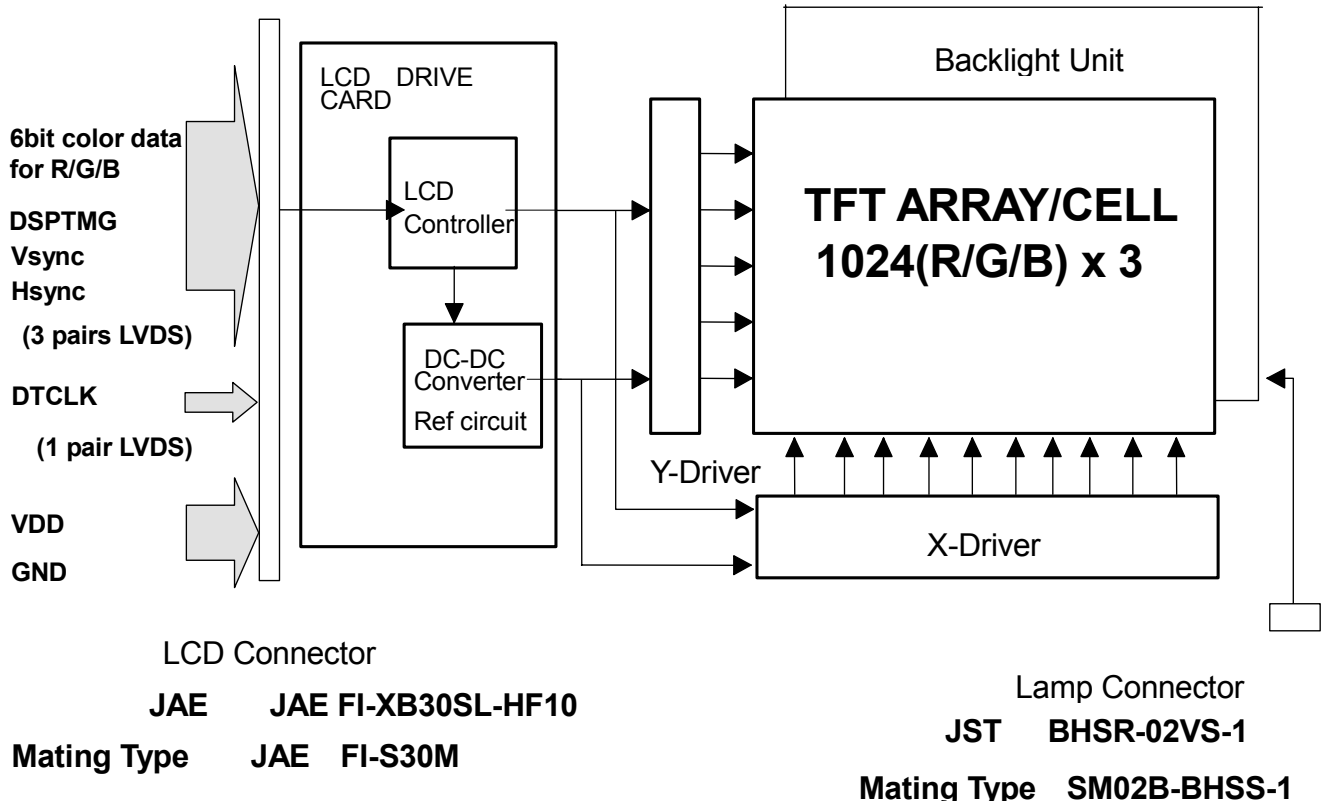 Backlight Unit
LCD DRIVE
CARD
6bit color data
for R/G/B
DSPTMG
Vsync
Hsync
(3 pairs LVDS)
DTCLK
(1 pair LVDS)
VDD
GND
LCD
Controller
DC-DC
Converter
Ref circuit
TFT ARRAY/CELL
1024(R/G/B) x 3
Y-Driver
X-Driver
LCD Connector
JAE JAE FI-XB30SL-HF10
Mating Type JAE FI-S30M
Lamp Connector
JST BHSR-02VS-1
Mating Type SM02B-BHSS-1